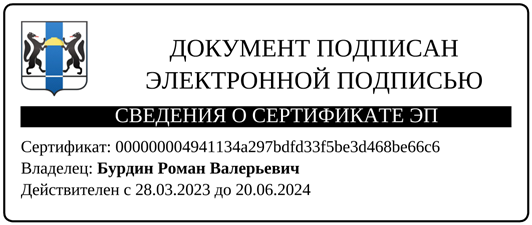 ДОКУМЕНТ ПОДПИСАН
ЭЛЕКТРОННОЙ ПОДПИСЬЮ
СВЕДЕНИЯ О СЕРТИФИКАТЕ ЭП
Сертификат: 000000004941134a297bdfd33f5be3d468be66c6
Владелец: Бурдин Роман Валерьевич
Действителен с 28.03.2023 до 20.06.2024